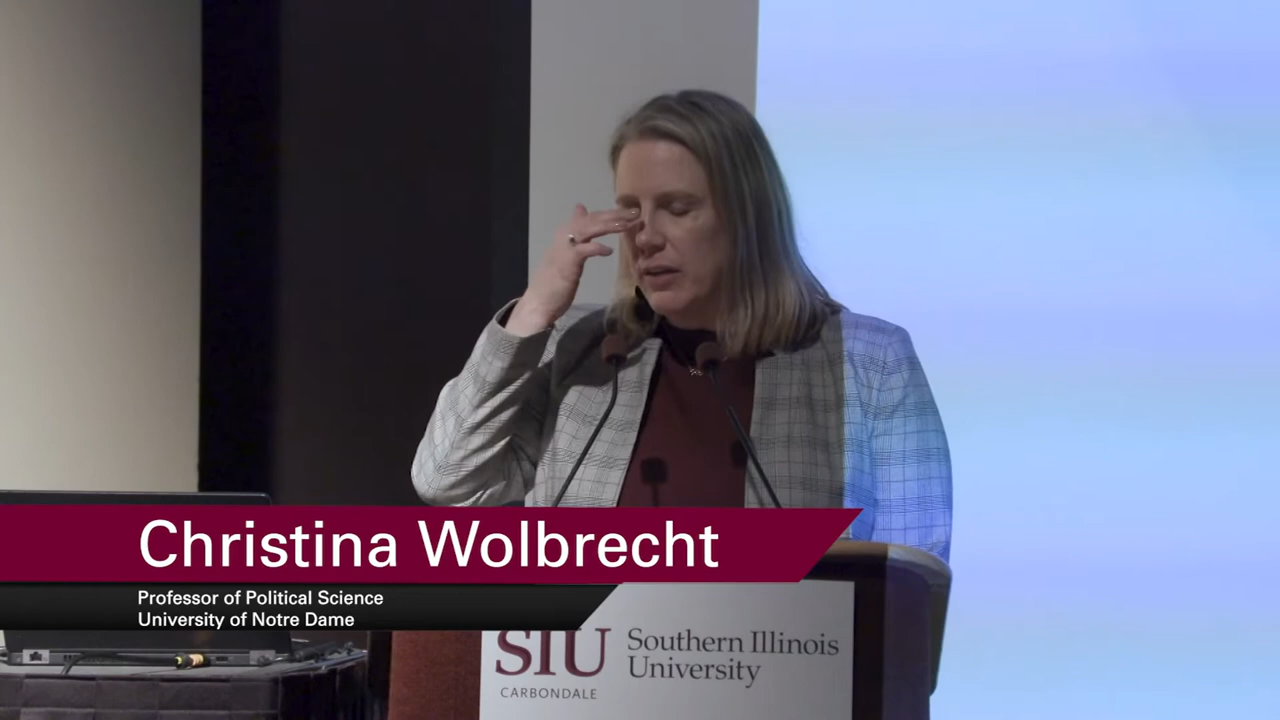 Christina Wolbrecht
Professor of Political Science
University of Notre Dame
SIU
CARBONDALE
Southern Illinois
University